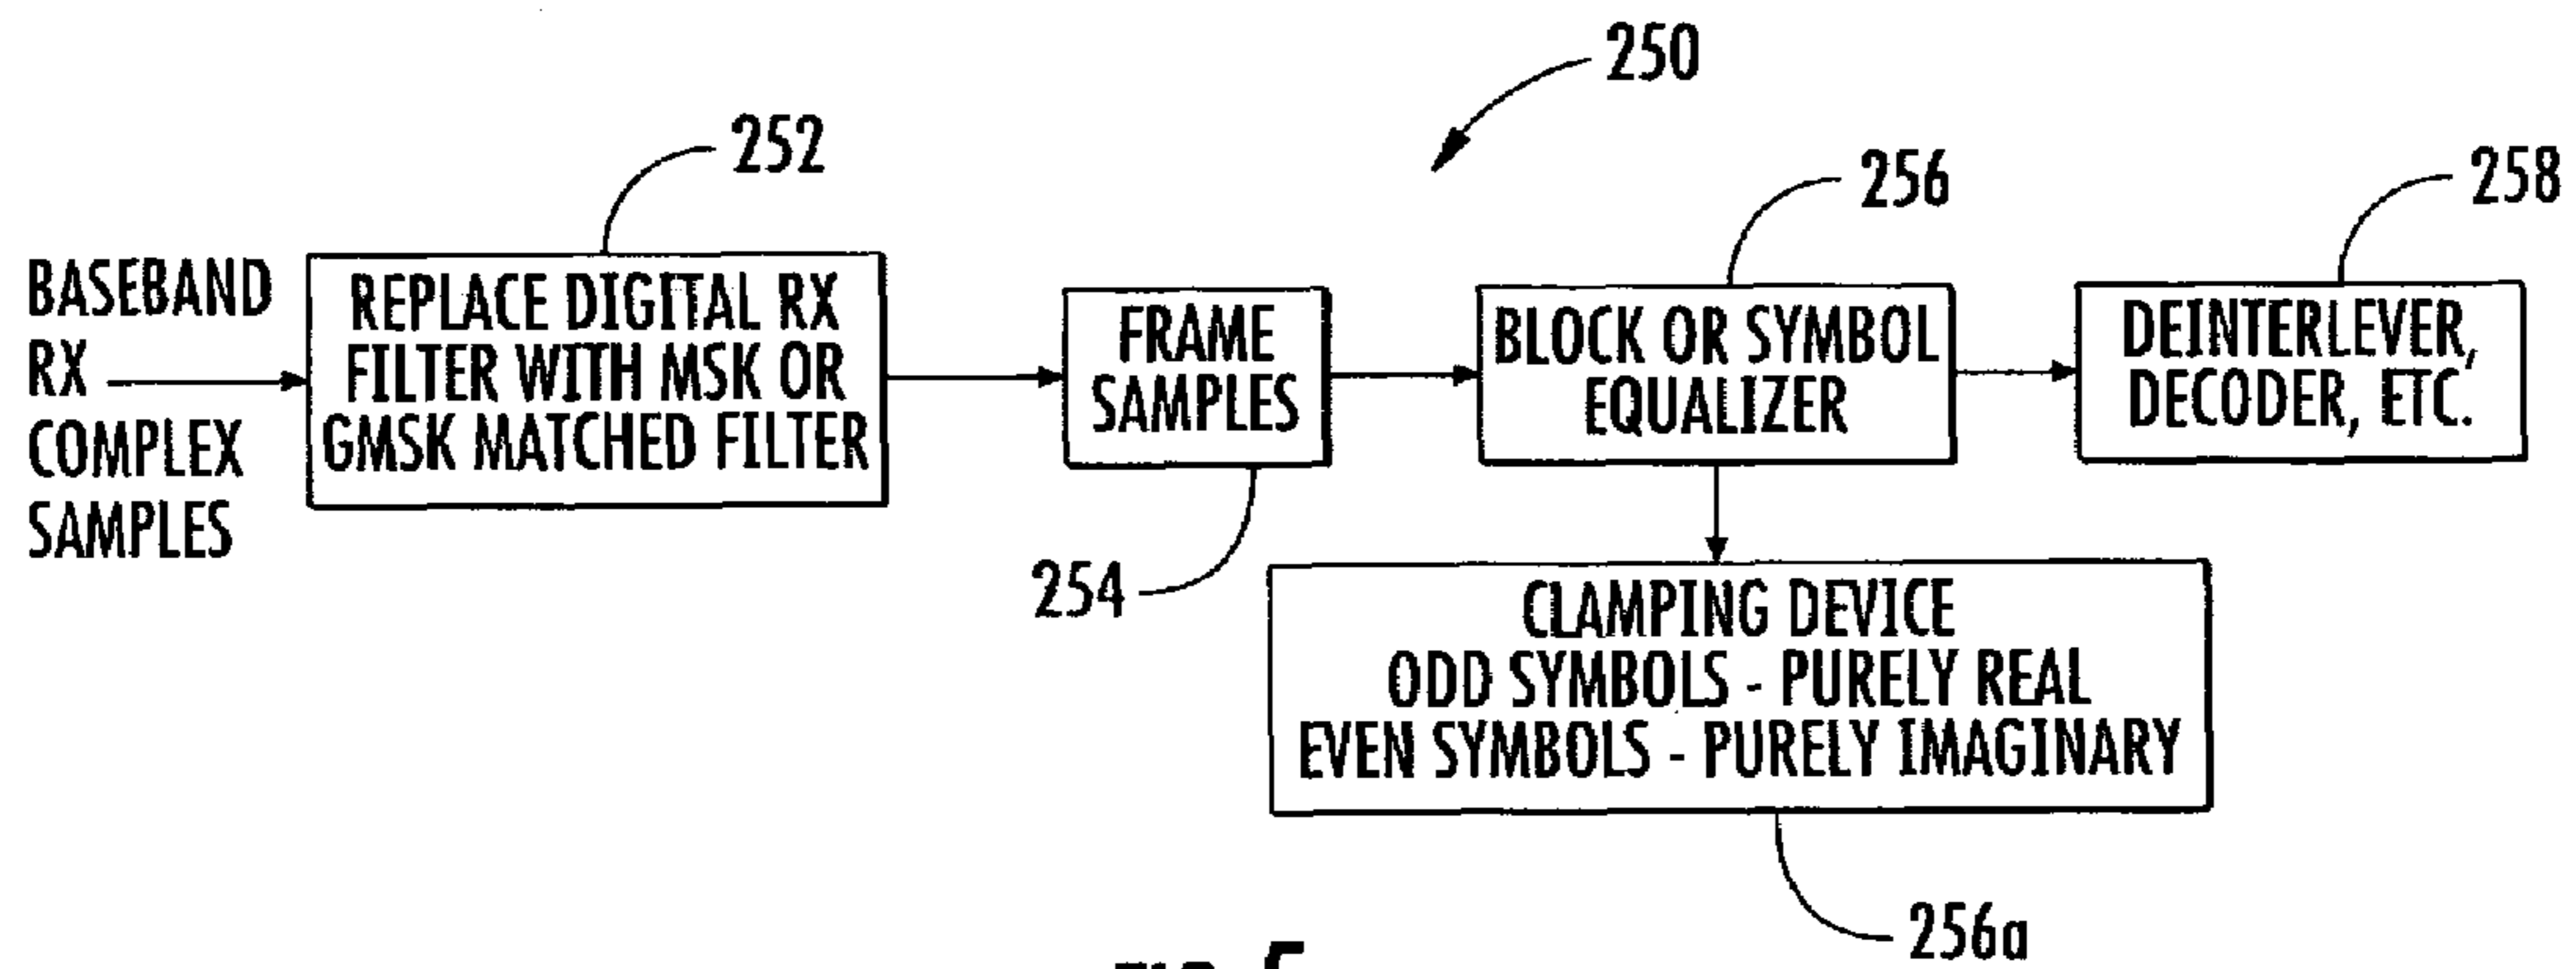 250
252
256
258
BASEBAND
RX
COMPLEX
SAMPLES
REPLACE DIGITAL RX
FILTER WITH MSK OR
GMSK MATCHED FILTER
FRAME
SAMPLES
BLOCK OR SYMBOL
EQUALIZER
DEINTERLEVER,
DECODER, ETC.
254
CLAMPING DEVICE
ODD SYMBOLS - PURELY REAL
EVEN SYMBOLS - PURELY IMAGINARY
256a